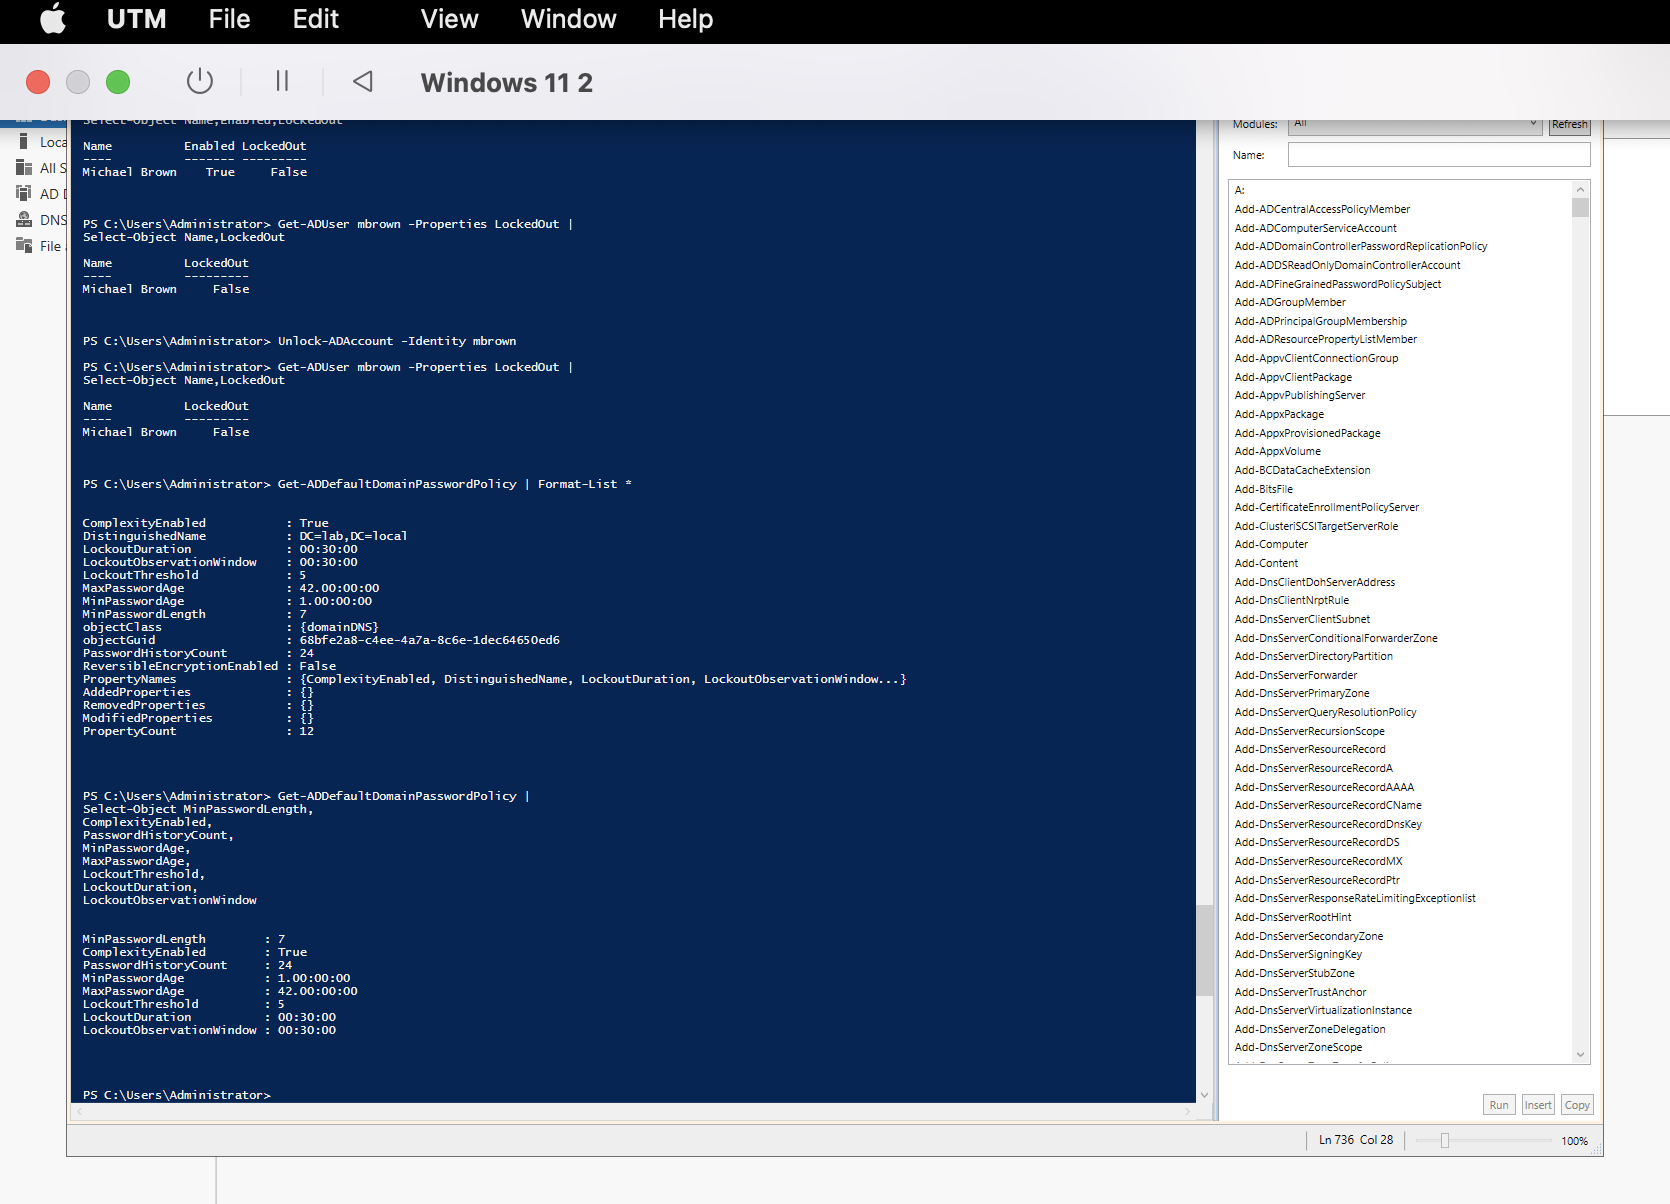 UTM File Edit View Window Help
Windows 11 2
Loca
All S
AD D
DNS
File
Select-Object Name,Enabled,LockedOut
Name Enabled LockedOut
---- ------- ---------
Michael Brown True False
PS C:\Users\Administrator> Get-ADUser mbrown -Properties LockedOut |
Select-Object Name,LockedOut
Name LockedOut
---- ---------
Michael Brown False
PS C:\Users\Administrator> Unlock-ADAccount -Identity mbrown
PS C:\Users\Administrator> Get-ADUser mbrown -Properties LockedOut |
Select-Object Name,LockedOut
Name LockedOut
---- ---------
Michael Brown False
PS C:\Users\Administrator> Get-ADDefaultDomainPasswordPolicy | Format-List *
ComplexityEnabled : True
DistinguishedName : DC=lab,DC=local
LockoutDuration : 00:30:00
LockoutObservationWindow : 00:30:00
LockoutThreshold : 5
MaxPasswordAge : 42.00:00:00
MinPasswordAge : 1.00:00:00
MinPasswordLength : 7
objectClass : {domainDNS}
objectGuid : 68bfe2a8-c4ee-4a7a-8c6e-1dec64650ed6
PasswordHistoryCount : 24
ReversibleEncryptionEnabled : False
PropertyNames : {ComplexityEnabled, DistinguishedName, LockoutDuration, LockoutObservationWindow...}
AddedProperties : {}
RemovedProperties : {}
ModifiedProperties : {}
PropertyCount : 12
PS C:\Users\Administrator> Get-ADDefaultDomainPasswordPolicy |
Select-Object MinPasswordLength,
ComplexityEnabled,
PasswordHistoryCount,
MinPasswordAge,
MaxPasswordAge,
LockoutThreshold,
LockoutDuration,
LockoutObservationWindow
MinPasswordLength : 7
ComplexityEnabled : True
PasswordHistoryCount : 24
MinPasswordAge : 1.00:00:00
MaxPasswordAge : 42.00:00:00
LockoutThreshold : 5
LockoutDuration : 00:30:00
LockoutObservationWindow : 00:30:00
PS C:\Users\Administrator>
Modules: All Refresh
Name:
A:
Add-ADCentralAccessPolicyMember
Add-ADComputerServiceAccount
Add-ADDomainControllerPasswordReplicationPolicy
Add-ADDSReadOnlyDomainControllerAccount
Add-ADFineGrainedPasswordPolicySubject
Add-ADGroupMember
Add-ADPrincipalGroupMembership
Add-ADResourcePropertyListMember
Add-AppvClientConnectionGroup
Add-AppvClientPackage
Add-AppvPublishingServer
Add-AppxPackage
Add-AppxProvisionedPackage
Add-AppxVolume
Add-BCDataCacheExtension
Add-BitsFile
Add-CertificateEnrollmentPolicyServer
Add-ClusteriSCSITargetServerRole
Add-Computer
Add-Content
Add-DnsClientDohServerAddress
Add-DnsClientNrptRule
Add-DnsServerClientSubnet
Add-DnsServerConditionalForwarderZone
Add-DnsServerDirectoryPartition
Add-DnsServerForwarder
Add-DnsServerPrimaryZone
Add-DnsServerQueryResolutionPolicy
Add-DnsServerRecursionScope
Add-DnsServerResourceRecord
Add-DnsServerResourceRecordA
Add-DnsServerResourceRecordAAAA
Add-DnsServerResourceRecordCName
Add-DnsServerResourceRecordDnsKey
Add-DnsServerResourceRecordDS
Add-DnsServerResourceRecordMX
Add-DnsServerResourceRecordPtr
Add-DnsServerResponseRateLimitingExceptionlist
Add-DnsServerRootHint
Add-DnsServerSecondaryZone
Add-DnsServerSigningKey
Add-DnsServerStubZone
Add-DnsServerTrustAnchor
Add-DnsServerVirtualizationInstance
Add-DnsServerZoneDelegation
Add-DnsServerZoneScope
Run Insert Copy
Ln 736 Col 28 100%